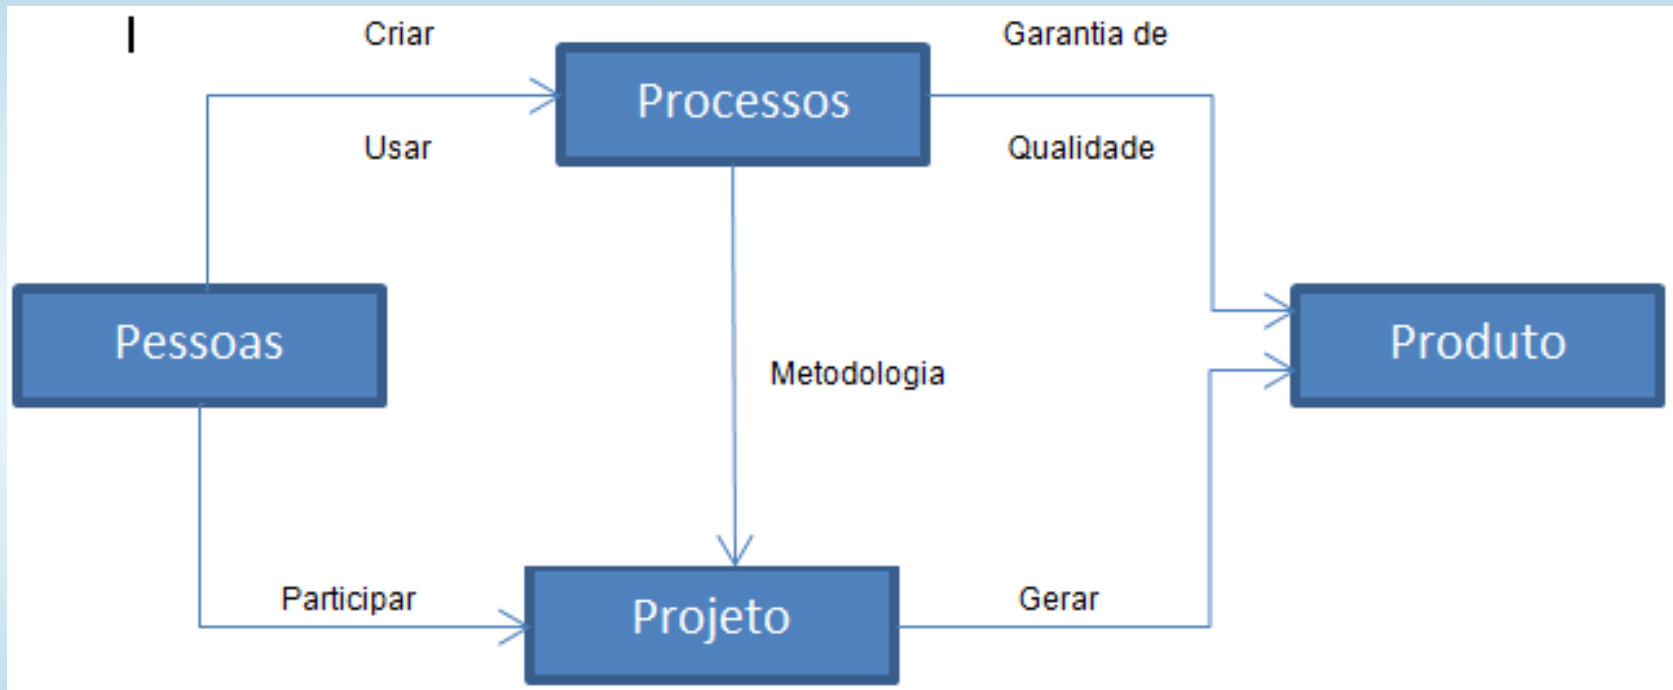 Criar
Garantia de
Processos
Usar
Qualidade
Pessoas
Produto
Metodologia
Participar
Projeto
Gerar